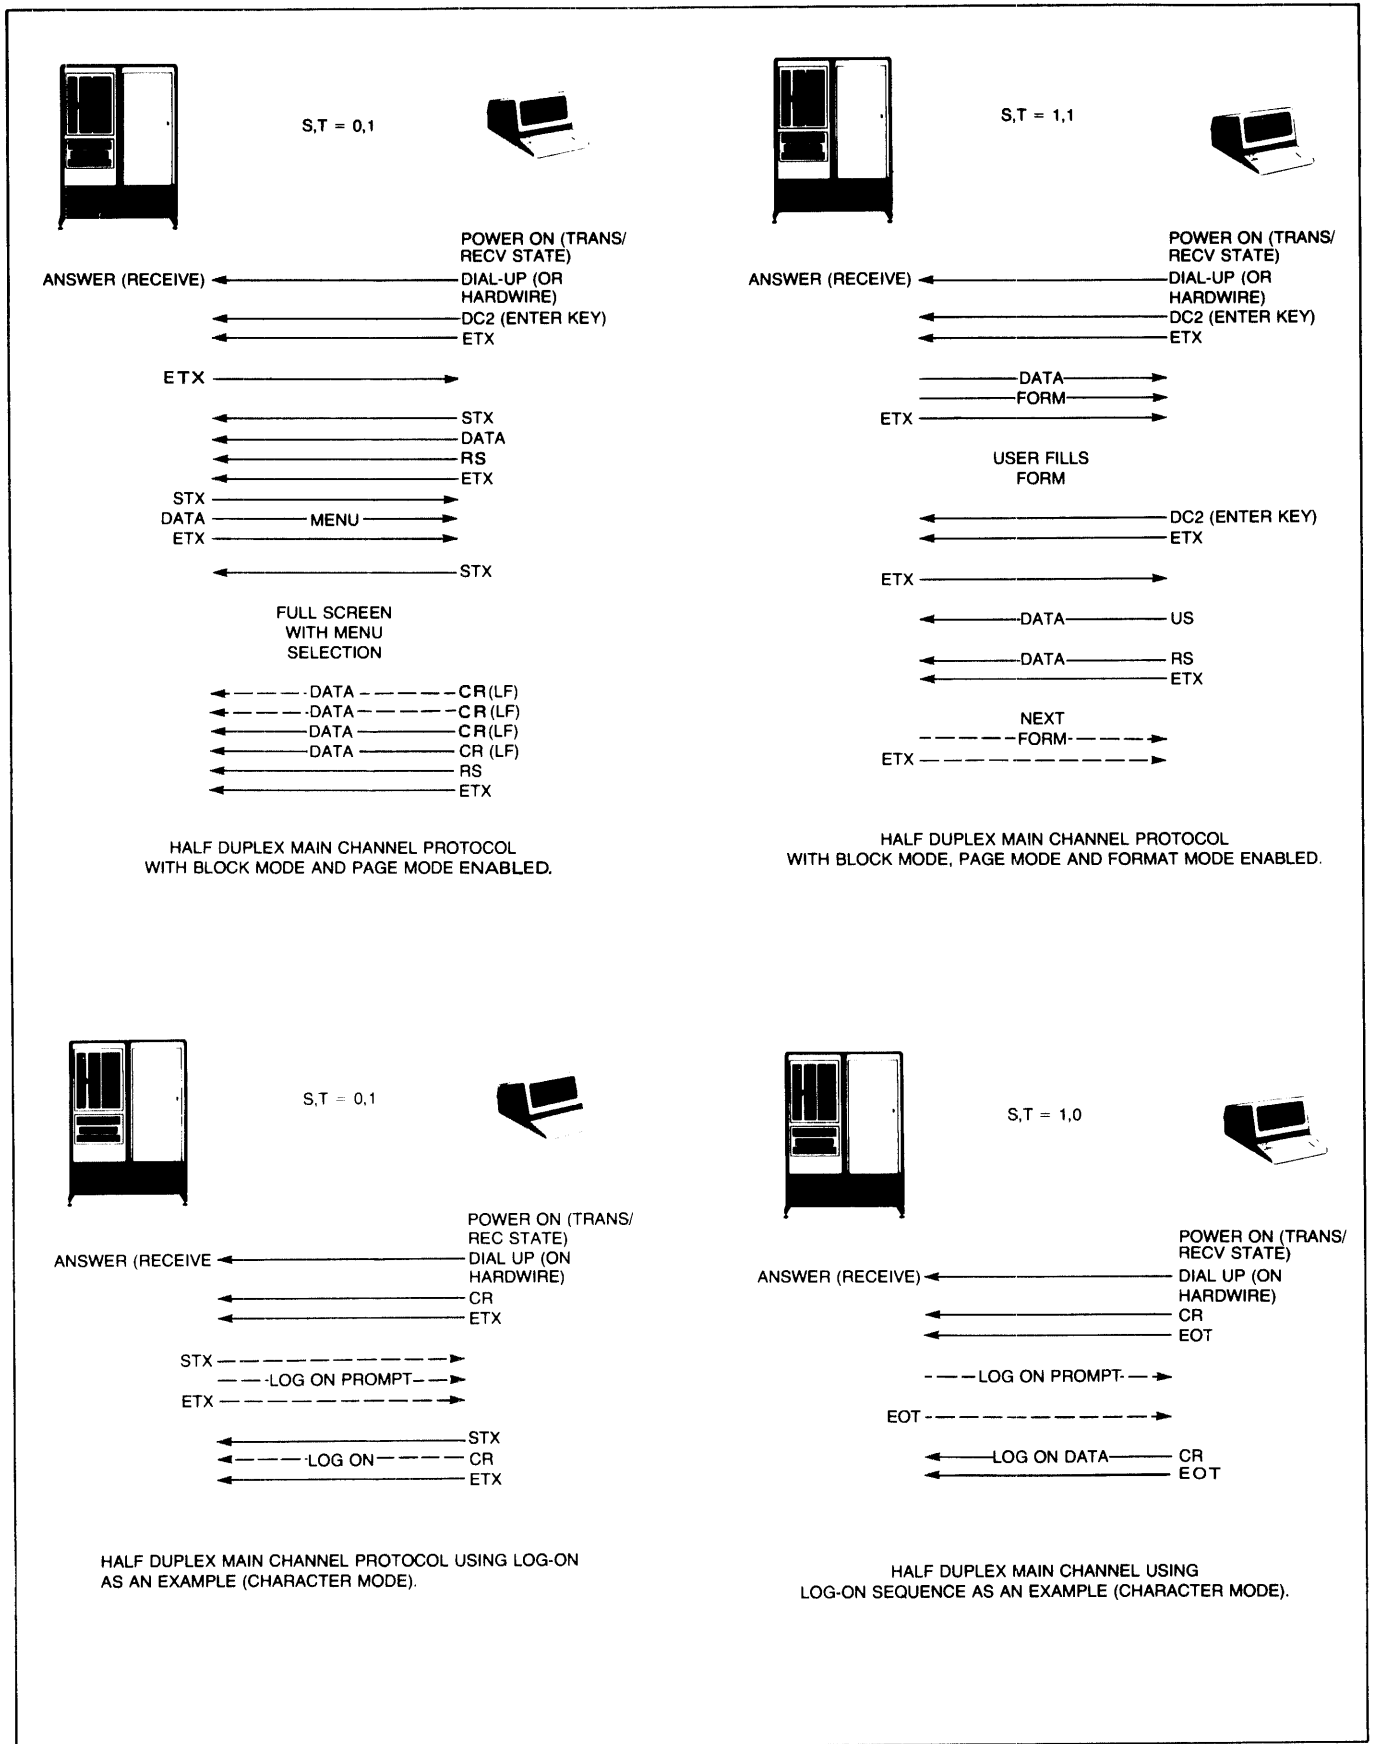 S,T = 0,1
POWER ON (TRANS/
RECV STATE)
ANSWER (RECEIVE) DIAL-UP (OR
HARDWIRE)
DC2 (ENTER KEY)
ETX
ETX
STX
DATA
RS
ETX
STX
DATA MENU
ETX
STX
FULL SCREEN
WITH MENU
SELECTION
DATA CR(LF)
DATA CR(LF)
DATA CR(LF)
DATA CR (LF)
RS
ETX
HALF DUPLEX MAIN CHANNEL PROTOCOL
WITH BLOCK MODE AND PAGE MODE ENABLED.
S,T = 1,1
POWER ON (TRANS/
RECV STATE)
ANSWER (RECEIVE) DIAL-UP (OR
HARDWIRE)
DC2 (ENTER KEY)
ETX
DATA
FORM
ETX
USER FILLS
FORM
DC2 (ENTER KEY)
ETX
ETX
DATA US
DATA RS
ETX
NEXT
FORM
ETX
HALF DUPLEX MAIN CHANNEL PROTOCOL
WITH BLOCK MODE, PAGE MODE AND FORMAT MODE ENABLED.
S,T = 0,1
POWER ON (TRANS/
REC STATE)
ANSWER (RECEIVE DIAL UP (ON
HARDWIRE)
CR
ETX
STX
LOG ON PROMPT
ETX
STX
LOG ON CR
ETX
HALF DUPLEX MAIN CHANNEL PROTOCOL USING LOG-ON
AS AN EXAMPLE (CHARACTER MODE).
S,T = 1,0
POWER ON (TRANS/
RECV STATE)
ANSWER (RECEIVE) DIAL UP (ON
HARDWIRE)
CR
EOT
LOG ON PROMPT
EOT
LOG ON DATA CR
EOT
HALF DUPLEX MAIN CHANNEL USING
LOG-ON SEQUENCE AS AN EXAMPLE (CHARACTER MODE).